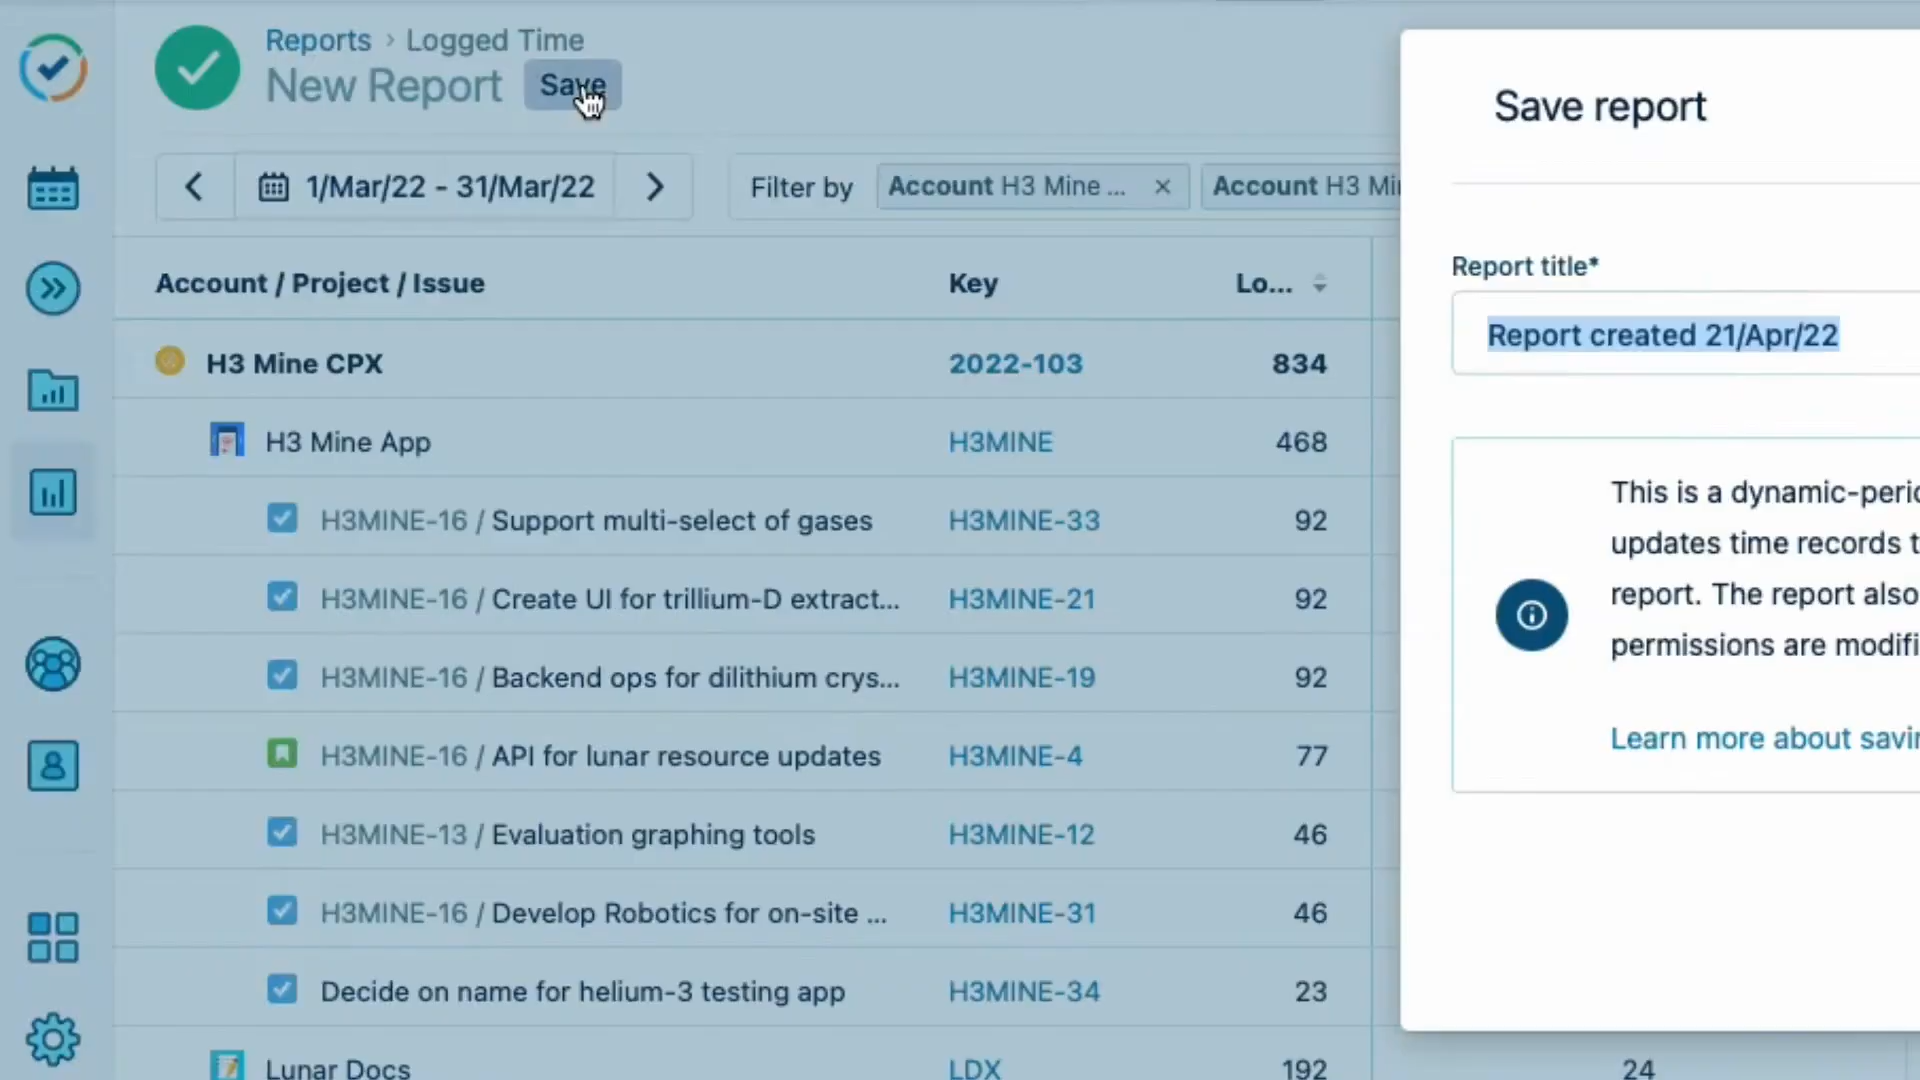 Reports › Logged Time
New Report Save
1/Mar/22 - 31/Mar/22
Filter by Account H3 Mine ... × Account H3
Account / Project / Issue Key Lo...
H3 Mine CPX 2022-103 834
H3 Mine App H3MINE 468
H3MINE-16 / Support multi-select of gases H3MINE-33 92
H3MINE-16 / Create UI for trillium-D extract... H3MINE-21 92
H3MINE-16 / Backend ops for dilithium crys... H3MINE-19 92
H3MINE-16 / API for lunar resource updates H3MINE-4 77
H3MINE-13 / Evaluation graphing tools H3MINE-12 46
H3MINE-16 / Develop Robotics for on-site ... H3MINE-31 46
Decide on name for helium-3 testing app H3MINE-34 23
Lunar Docs LDX 192 24
Save report
Report title*
Report created 21/Apr/22
This is a dynamic-
updates time records
report. The report also
permissions are
Learn more about